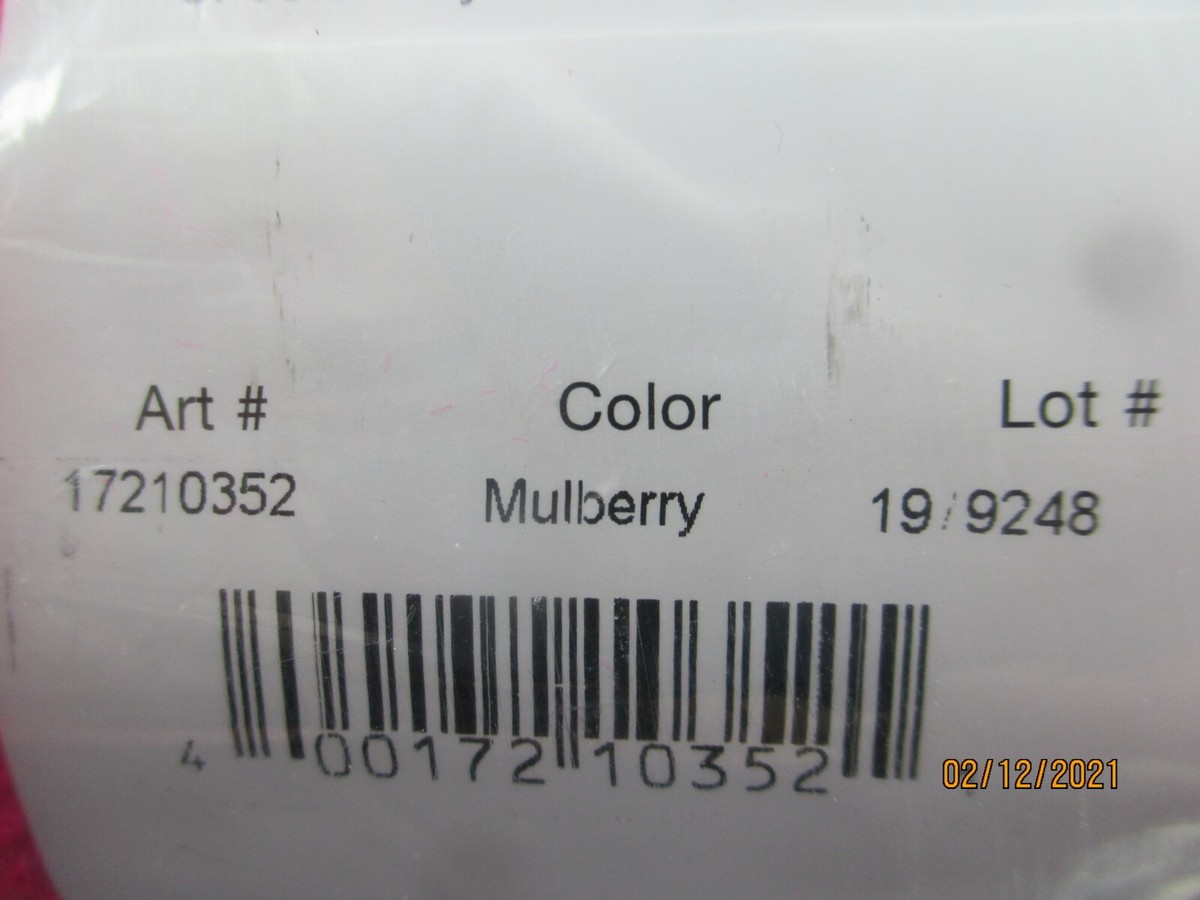 Art # Color Lot #
17210352 Mulberry 19/9248
4 00172 10352
02/12/2021